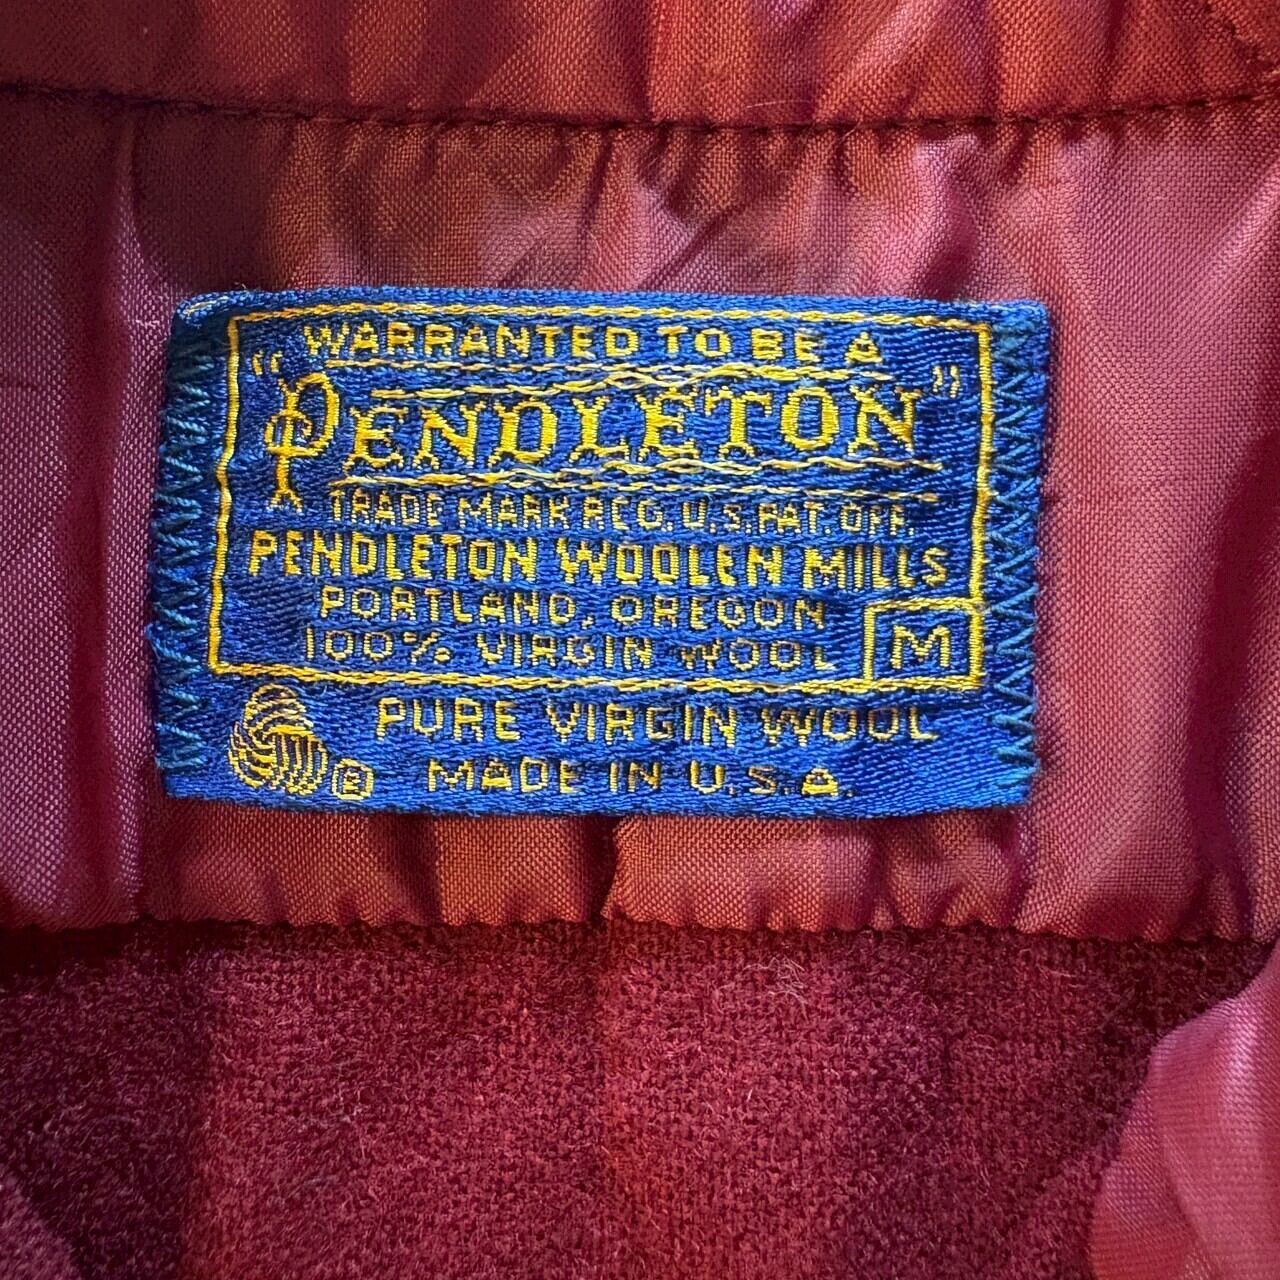 WARRANTED TO BE A
"PENDLETON"
TRADE MARK REG. U.S. PAT. OFF.
PENDLETON WOOLEN MILLS
PORTLAND, OREGON
100% VIRGIN WOOL
M
PURE VIRGIN WOOL
® MADE IN U.S.A.